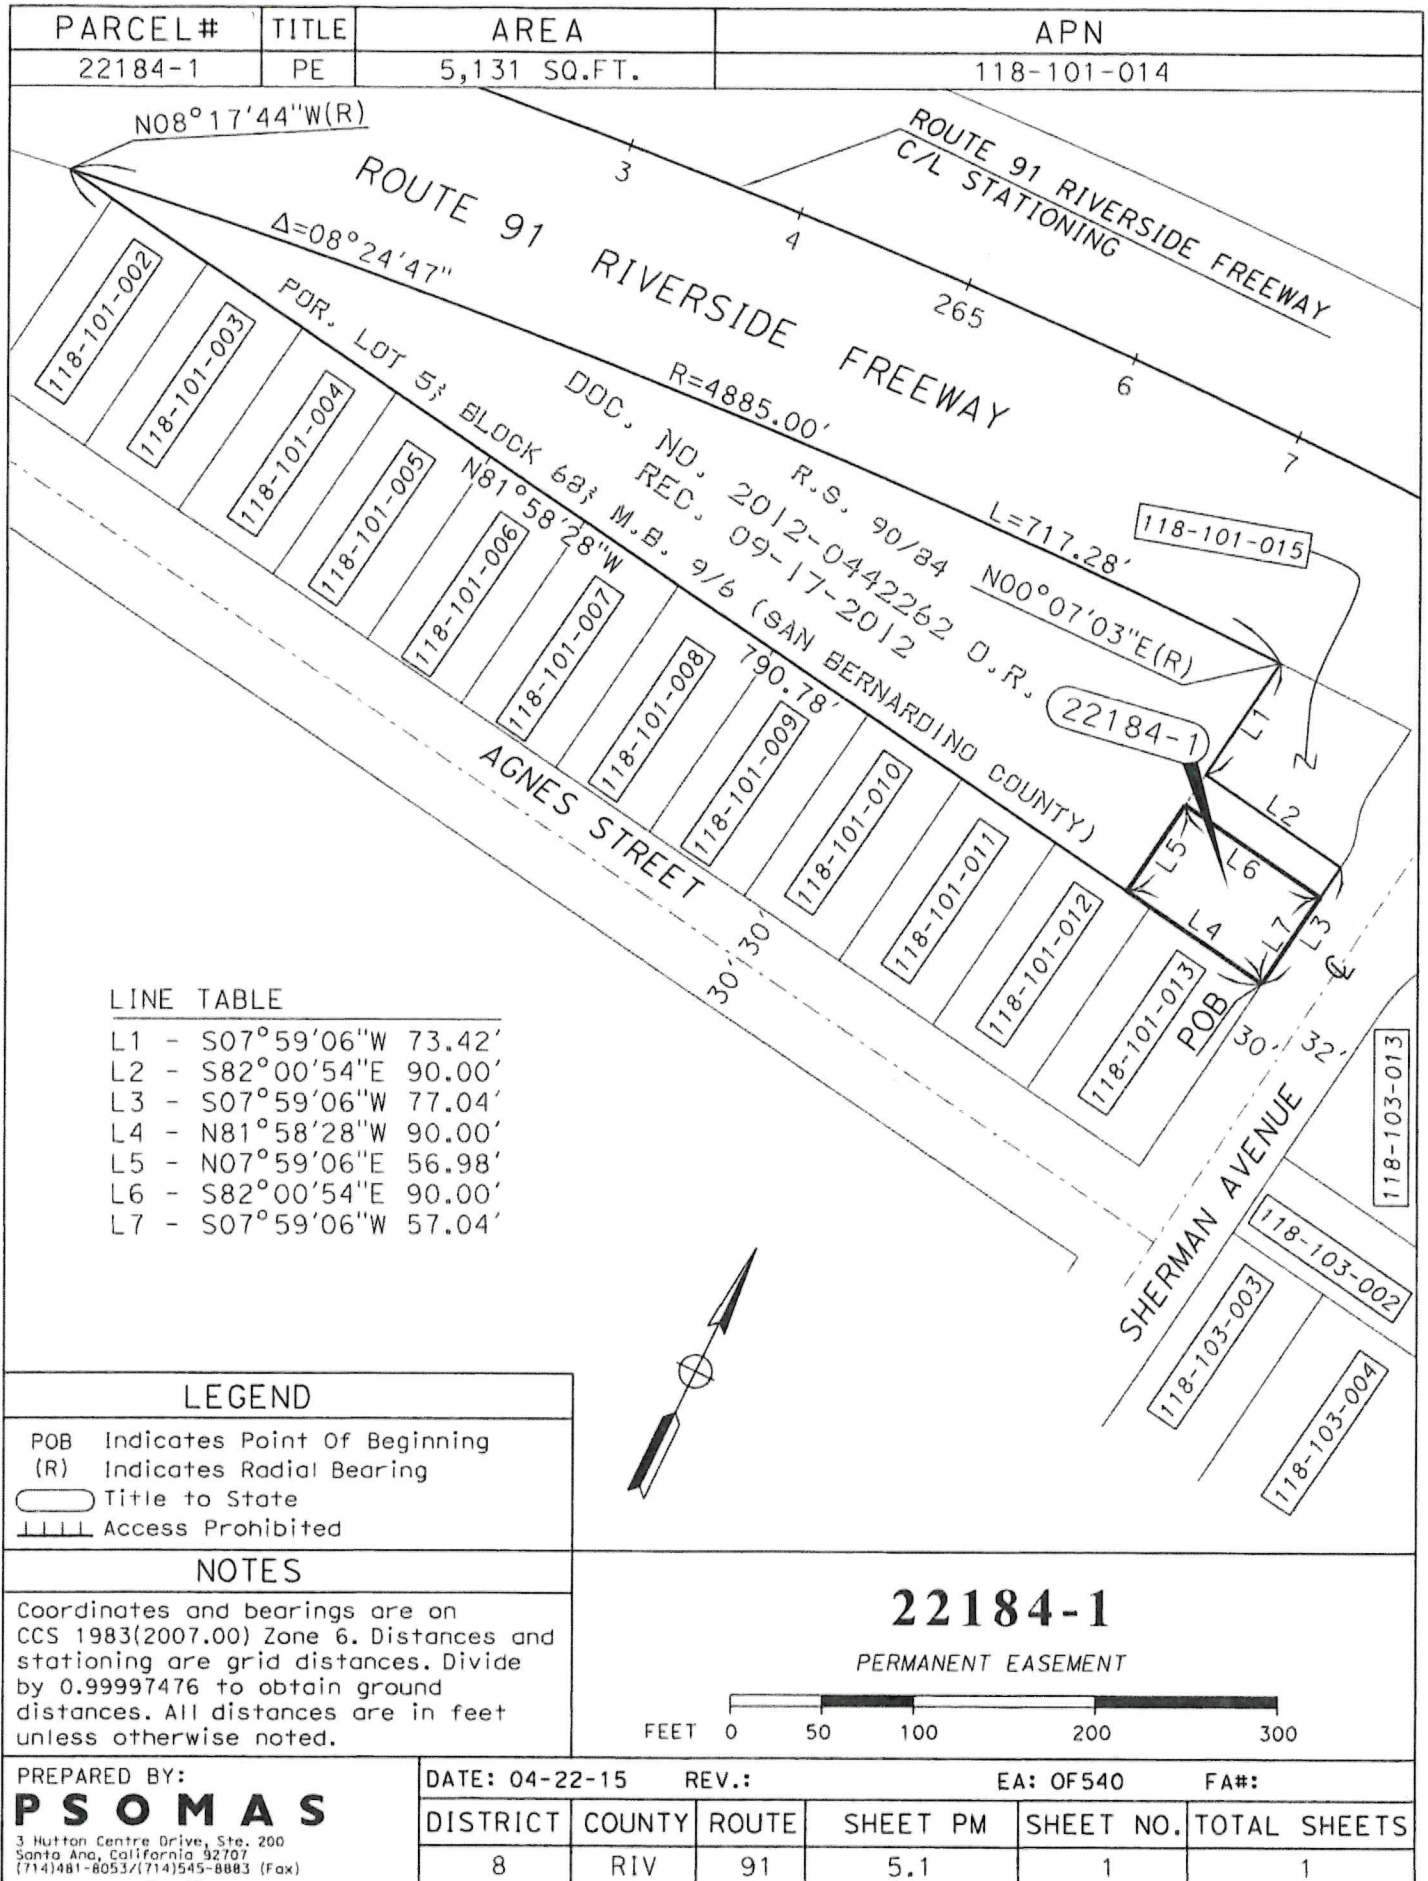 PARCEL# TITLE AREA APN
22184-1 PE 5,131 SQ.FT. 118-101-014
N08°17'44"W(R)
ROUTE 91 RIVERSIDE FREEWAY
C/L STATIONING
3
4
265
6
7
ROUTE 91 RIVERSIDE FREEWAY
Δ=08°24'47"
R=4885.00'
L=717.28'
POR. LOT 5; BLOCK 68; M.B. 9/6 (SAN BERNARDINO COUNTY)
R.S. 90/84
DOC. NO. 2012-0442262 O.R.
REC. 09-17-2012
N81°58'28"W
790.78'
N00°07'03"E(R)
118-101-015
22184-1
118-101-002
118-101-003
118-101-004
118-101-005
118-101-006
118-101-007
118-101-008
118-101-009
118-101-010
118-101-011
118-101-012
118-101-013
L1
L2
L5
L6
L4
L7
L3
℄
POB
AGNES STREET
30' 30'
30' 32'
SHERMAN AVENUE
118-103-013
118-103-002
118-103-003
118-103-004
LINE TABLE
L1 - S07°59'06"W 73.42'
L2 - S82°00'54"E 90.00'
L3 - S07°59'06"W 77.04'
L4 - N81°58'28"W 90.00'
L5 - N07°59'06"E 56.98'
L6 - S82°00'54"E 90.00'
L7 - S07°59'06"W 57.04'
LEGEND
POB Indicates Point Of Beginning
(R) Indicates Radial Bearing
Title to State
Access Prohibited
NOTES
Coordinates and bearings are on
CCS 1983(2007.00) Zone 6. Distances and
stationing are grid distances. Divide
by 0.99997476 to obtain ground
distances. All distances are in feet
unless otherwise noted.
22184-1
PERMANENT EASEMENT
FEET 0 50 100 200 300
PREPARED BY:
PSOMAS
3 Hutton Centre Drive, Ste. 200
Santa Ana, California 92707
(714)481-8053/(714)545-8883 (Fax)
DATE: 04-22-15 REV.: EA: 0F540 FA#:
DISTRICT COUNTY ROUTE SHEET PM SHEET NO. TOTAL SHEETS
8 RIV 91 5.1 1 1